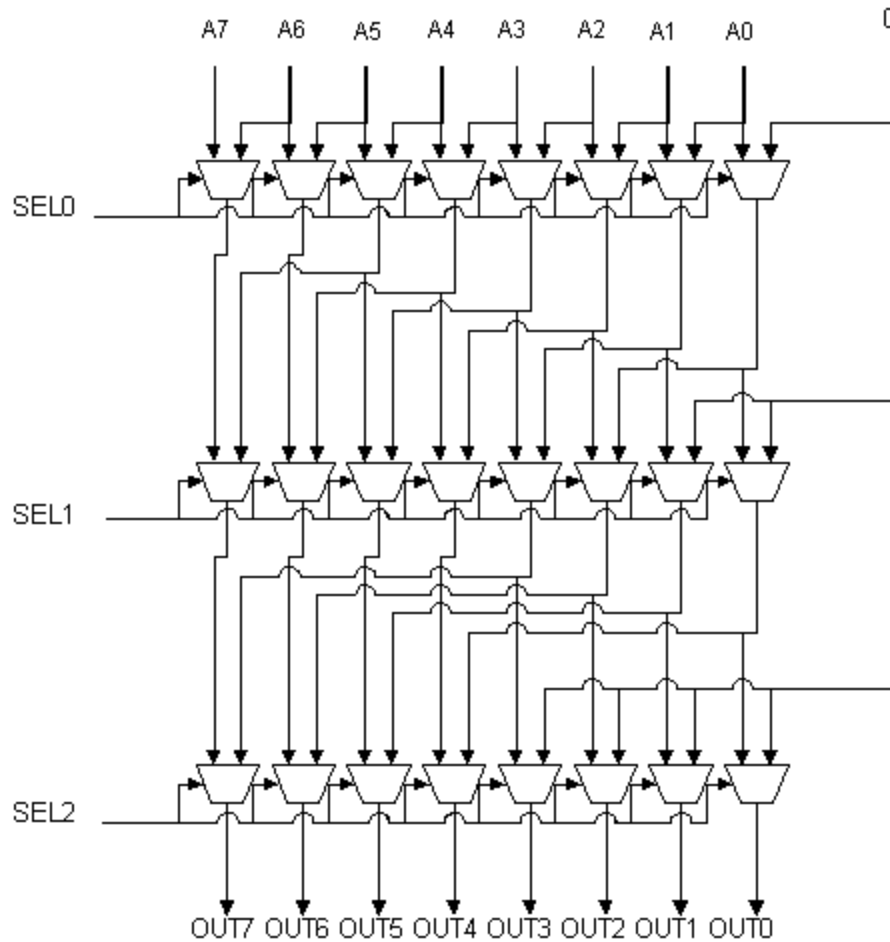 A7 A6 A5 A4 A3 A2 A1 A0
SEL0
SEL1
SEL2
OUT7 OUT6 OUT5 OUT4 OUT3 OUT2 OUT1 OUT0